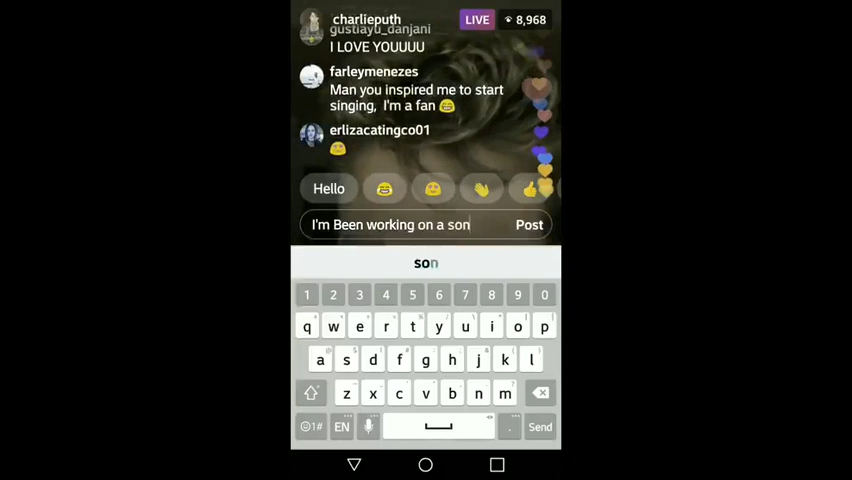 charlieputh
LIVE
8,968
gustiayu_danjani
I LOVE YOUUUU
farleymenezes
Man you inspired me to start
singing, I'm a fan
erlizacatingco01
Hello
I'm Been working on a son
Post
son
1 2 3 4 5 6 7 8 9 0
q w e r t y u i o p
a s d f g h j k l
z x c v b n m
1# EN . Send